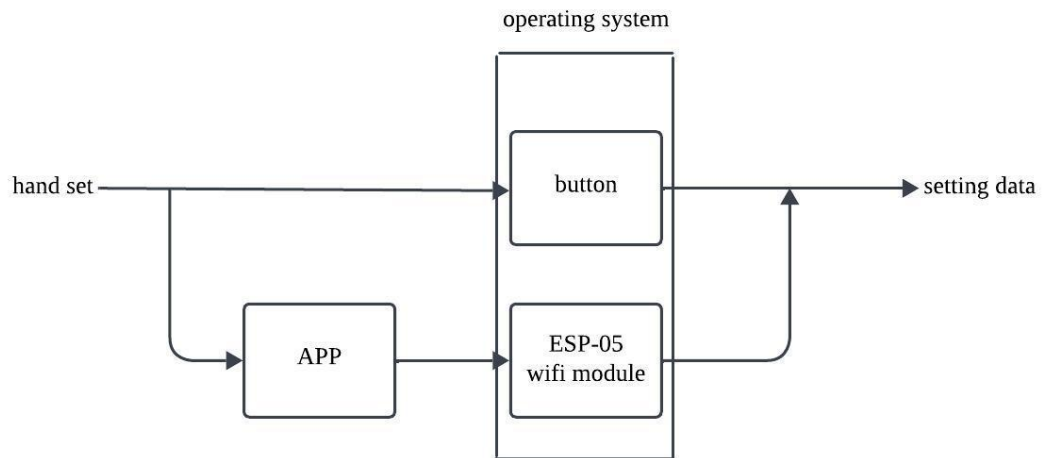 operating system
hand set
button
setting data
APP
ESP-05
wifi module